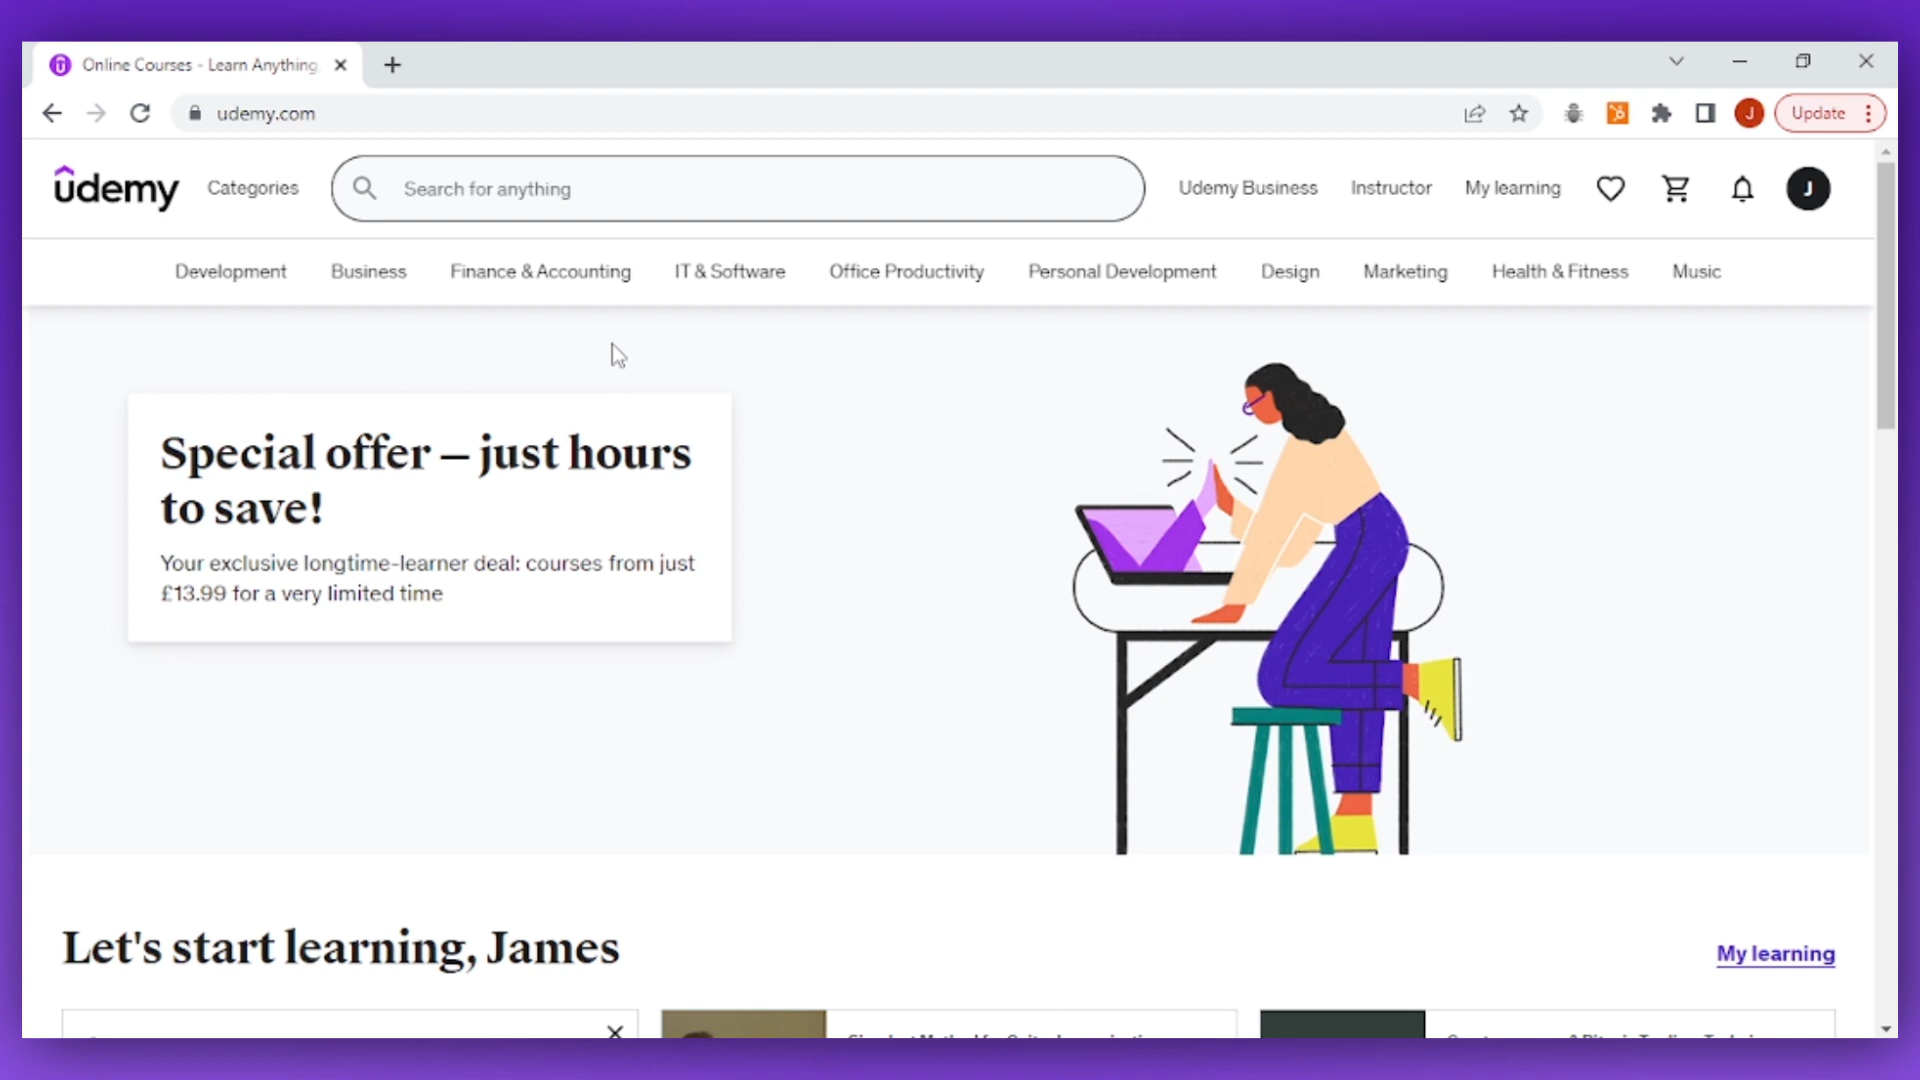 Online Courses - Learn Anything
udemy.com
Update
J
udemy
Categories
Search for anything
Udemy Business
Instructor
My learning
J
Development
Business
Finance & Accounting
IT & Software
Office Productivity
Personal Development
Design
Marketing
Health & Fitness
Music
Special offer – just hours
to save!
Your exclusive longtime-learner deal: courses from just
£13.99 for a very limited time
Let's start learning, James
My learning